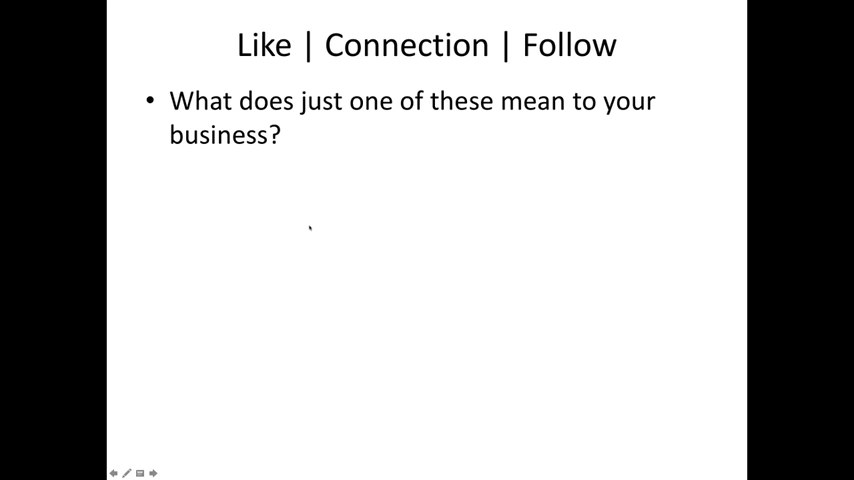 Like | Connection | Follow
• What does just one of these mean to your
business?